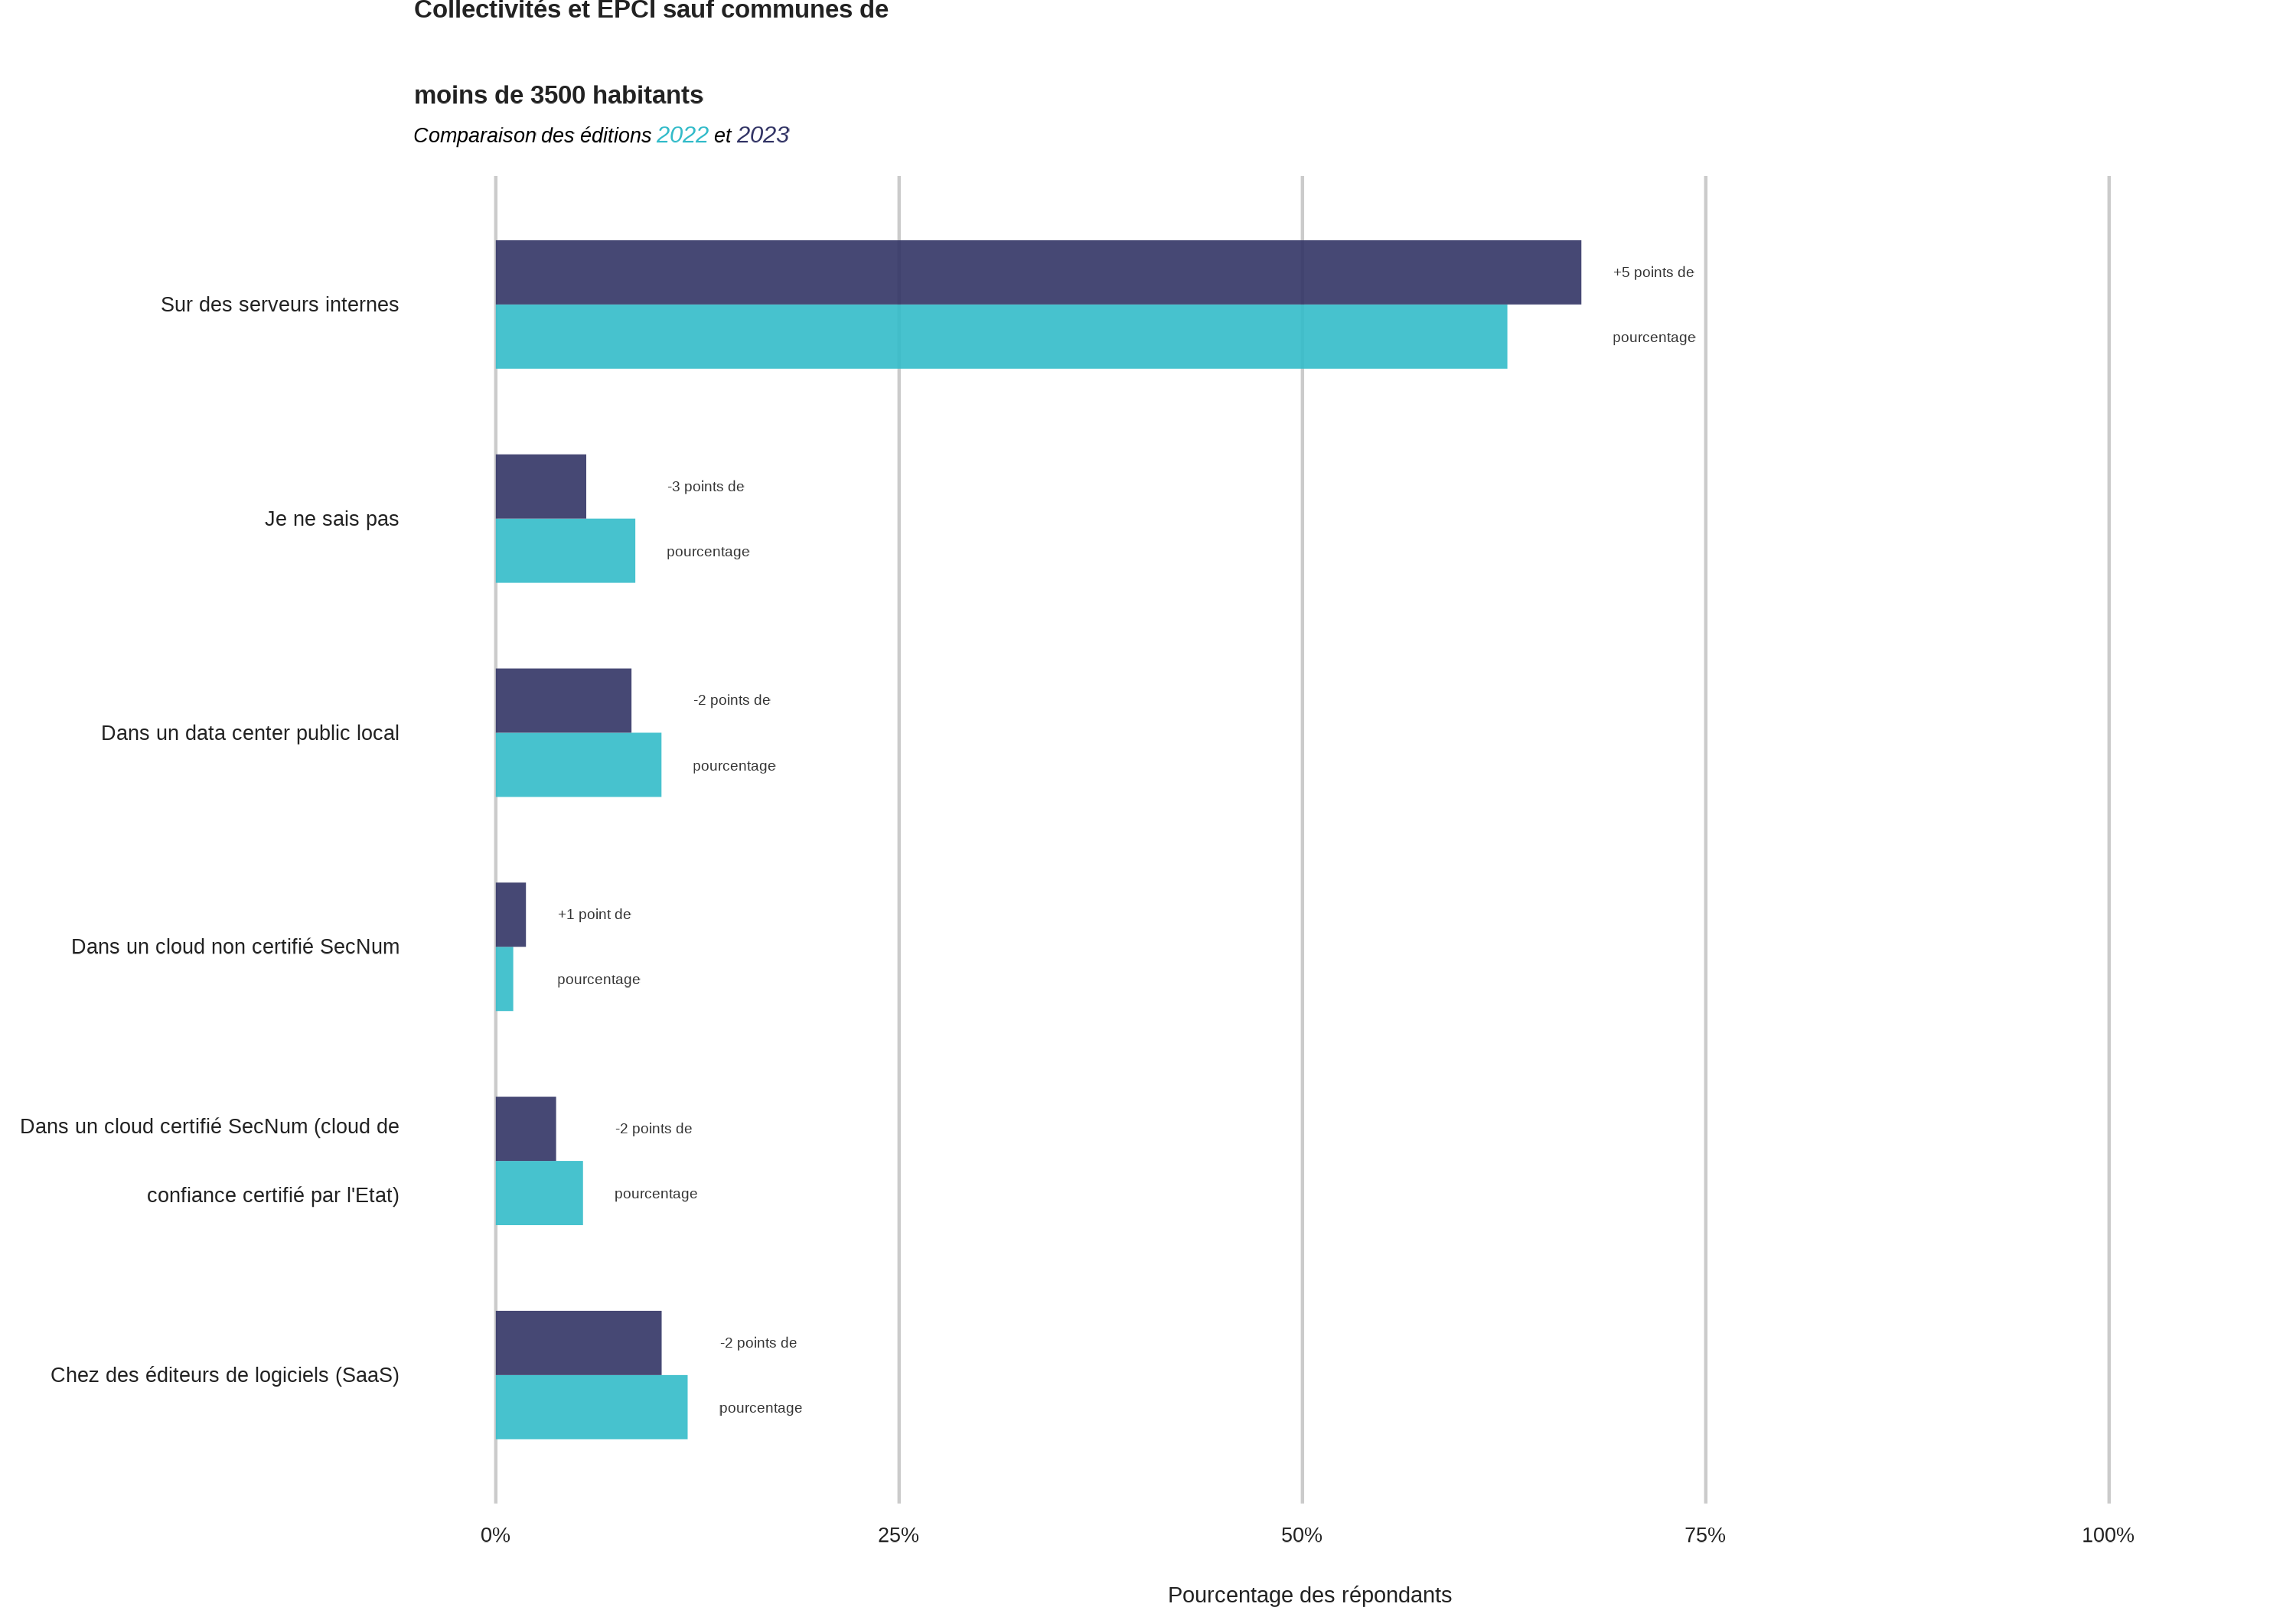 Collectivités et EPCI sauf communes de
moins de 3500 habitants
Comparaison des éditions 2022 et 2023
Sur des serveurs internes
+5 points de
pourcentage
Je ne sais pas
-3 points de
pourcentage
Dans un data center public local
-2 points de
pourcentage
Dans un cloud non certifié SecNum
+1 point de
pourcentage
Dans un cloud certifié SecNum (cloud de
confiance certifié par l'Etat)
-2 points de
pourcentage
Chez des éditeurs de logiciels (SaaS)
-2 points de
pourcentage
0% 25% 50% 75% 100%
Pourcentage des répondants